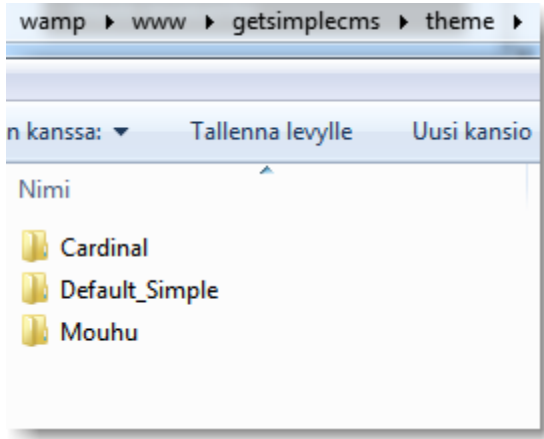 wamp ▸ www ▸ getsimplecms ▸ theme ▸
n kanssa: ▼ Tallenna levylle Uusi kansio
Nimi
Cardinal
Default_Simple
Mouhu